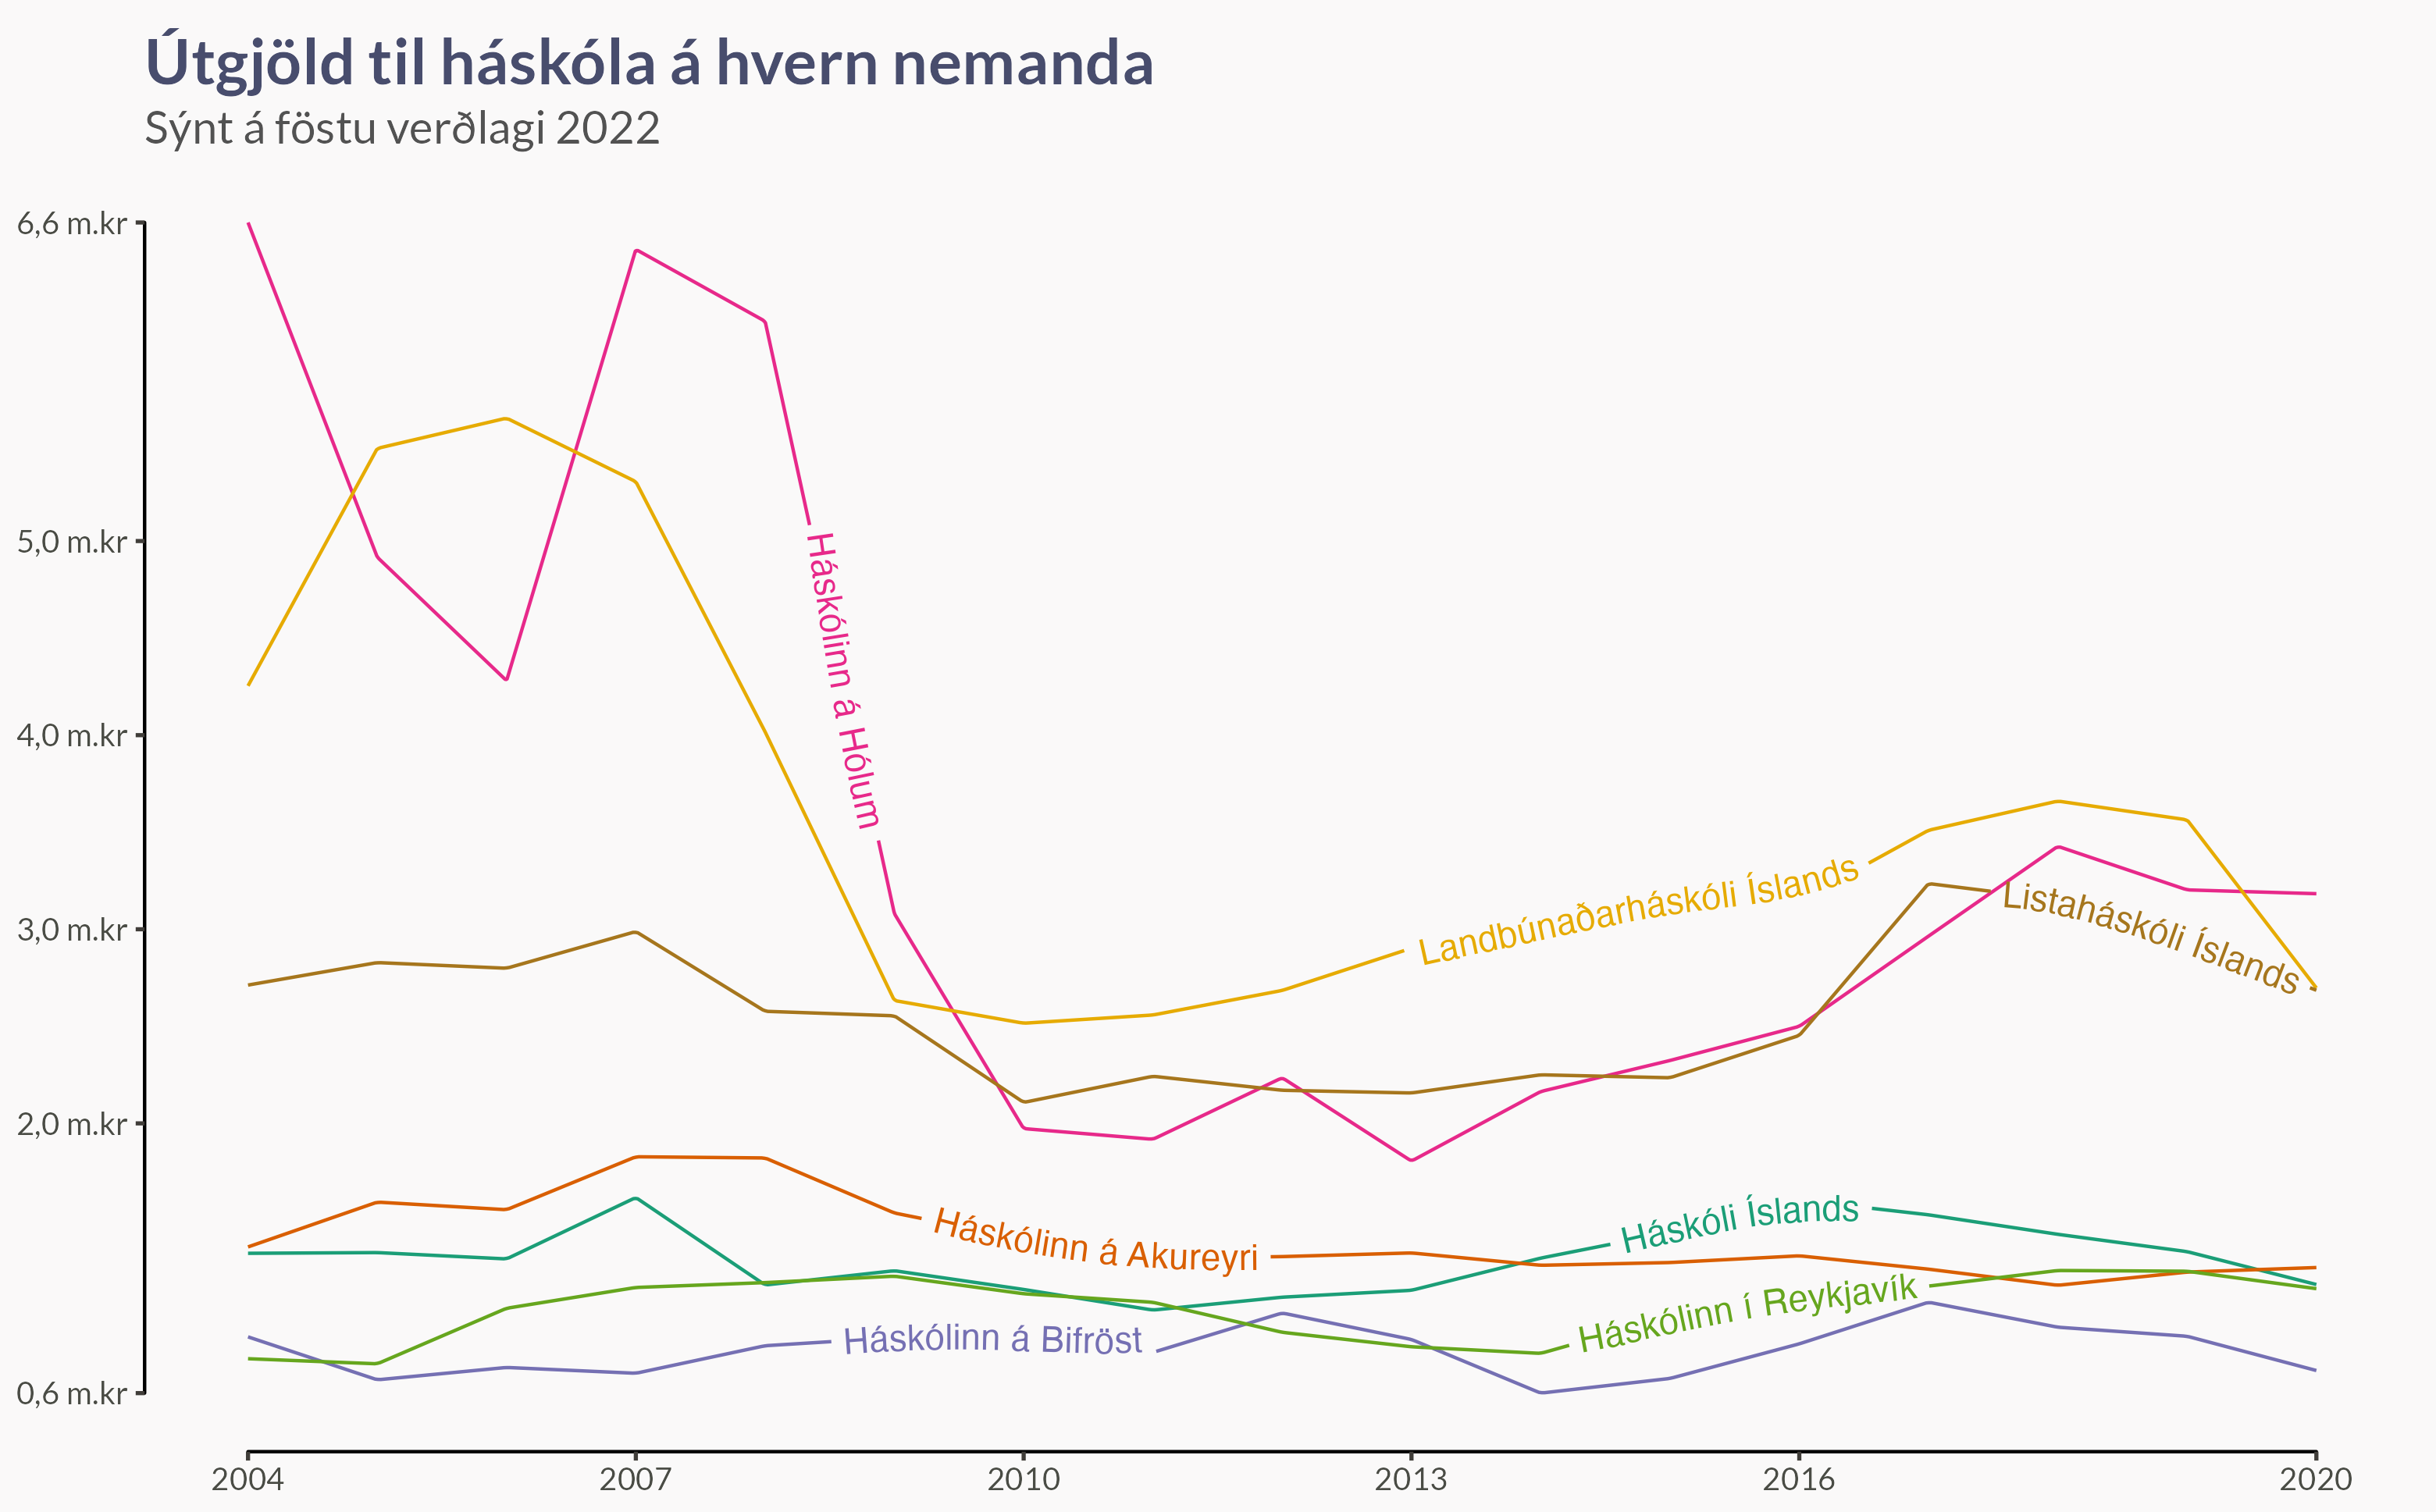 Útgjöld til háskóla á hvern nemanda
Sýnt á föstu verðlagi 2022
6,6 m.kr
5,0 m.kr
4,0 m.kr
3,0 m.kr
2,0 m.kr
0,6 m.kr
Háskólinn á Hólum
Landbúnaðarháskóli Íslands
Listaháskóli Íslands
Háskólinn á Akureyri
Háskóli Íslands
Háskólinn í Reykjavík
Háskólinn á Bifröst
2004
2007
2010
2013
2016
2020